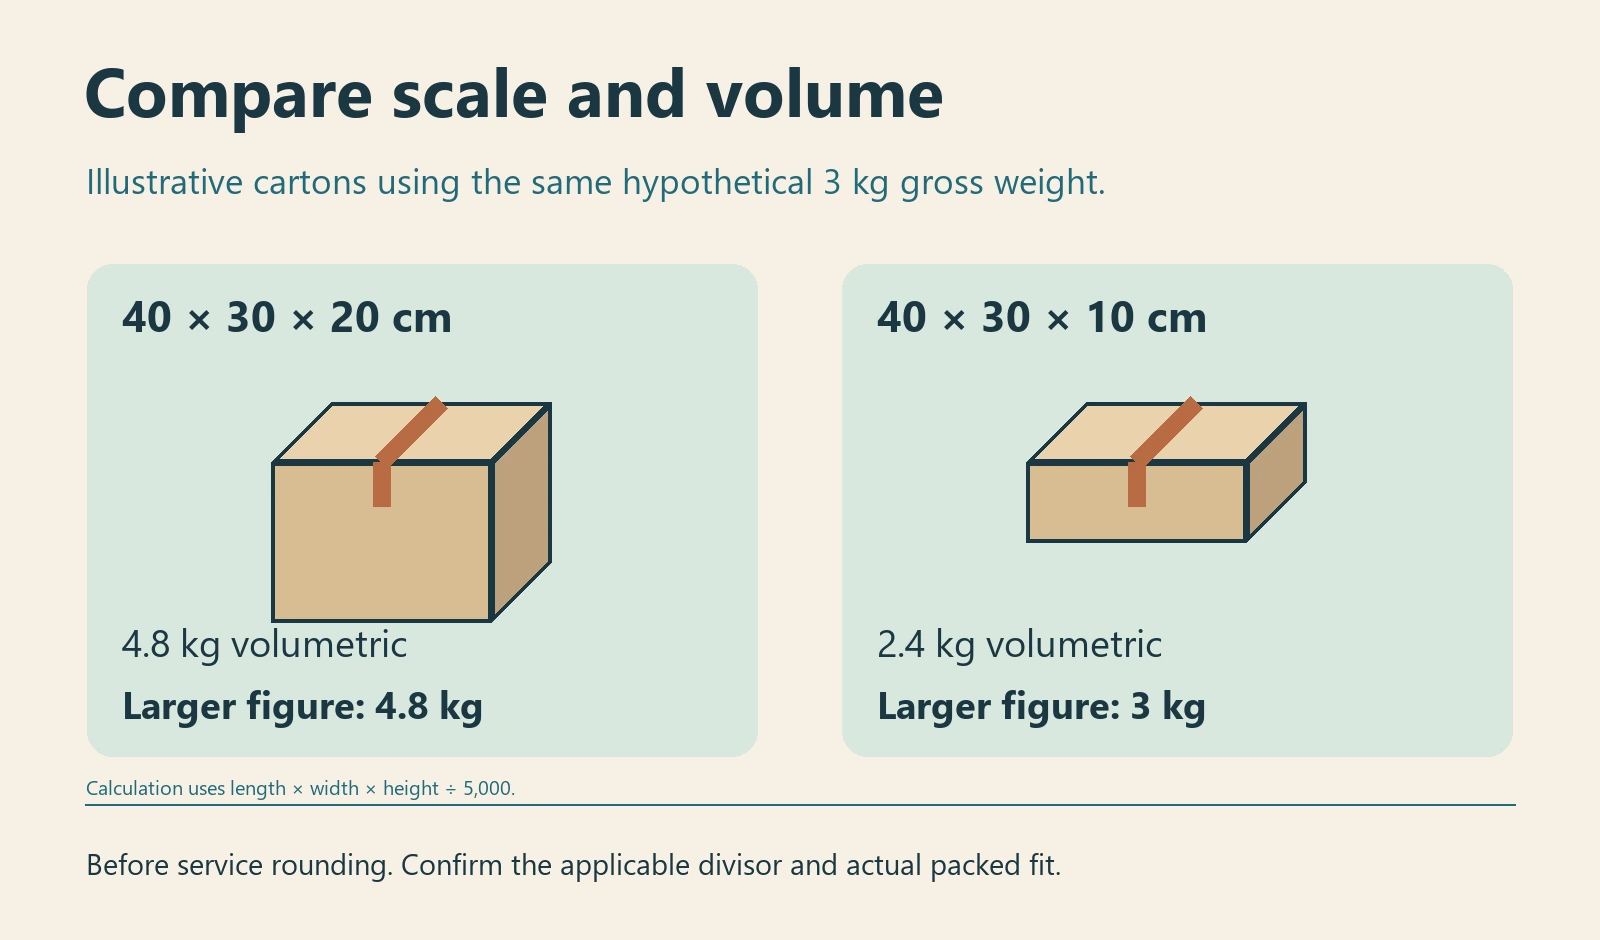 Compare scale and volume
Illustrative cartons using the same hypothetical 3 kg gross weight.
40 × 30 × 20 cm
4.8 kg volumetric
Larger figure: 4.8 kg
40 × 30 × 10 cm
2.4 kg volumetric
Larger figure: 3 kg
Calculation uses length × width × height ÷ 5,000.
Before service rounding. Confirm the applicable divisor and actual packed fit.